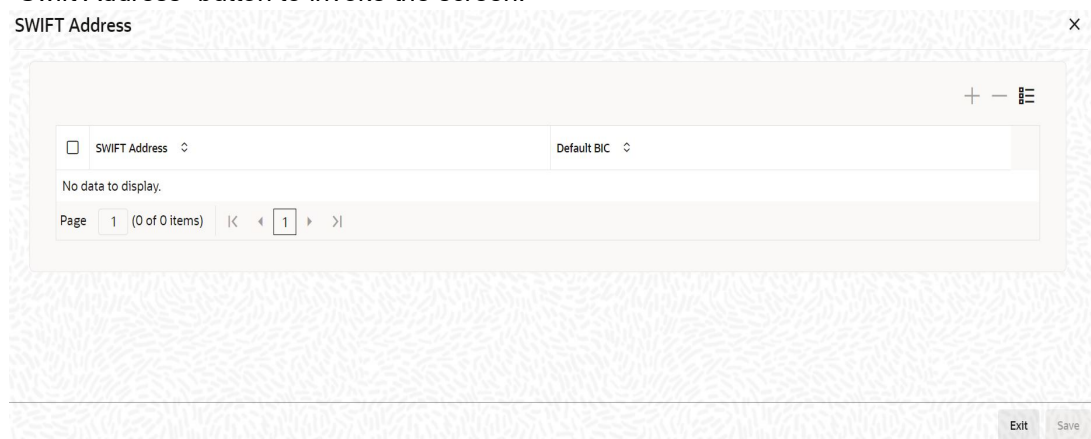 SWIFT Address
SWIFT Address Default BIC
No data to display.
Page 1 (0 of 0 items) 1
Exit Save